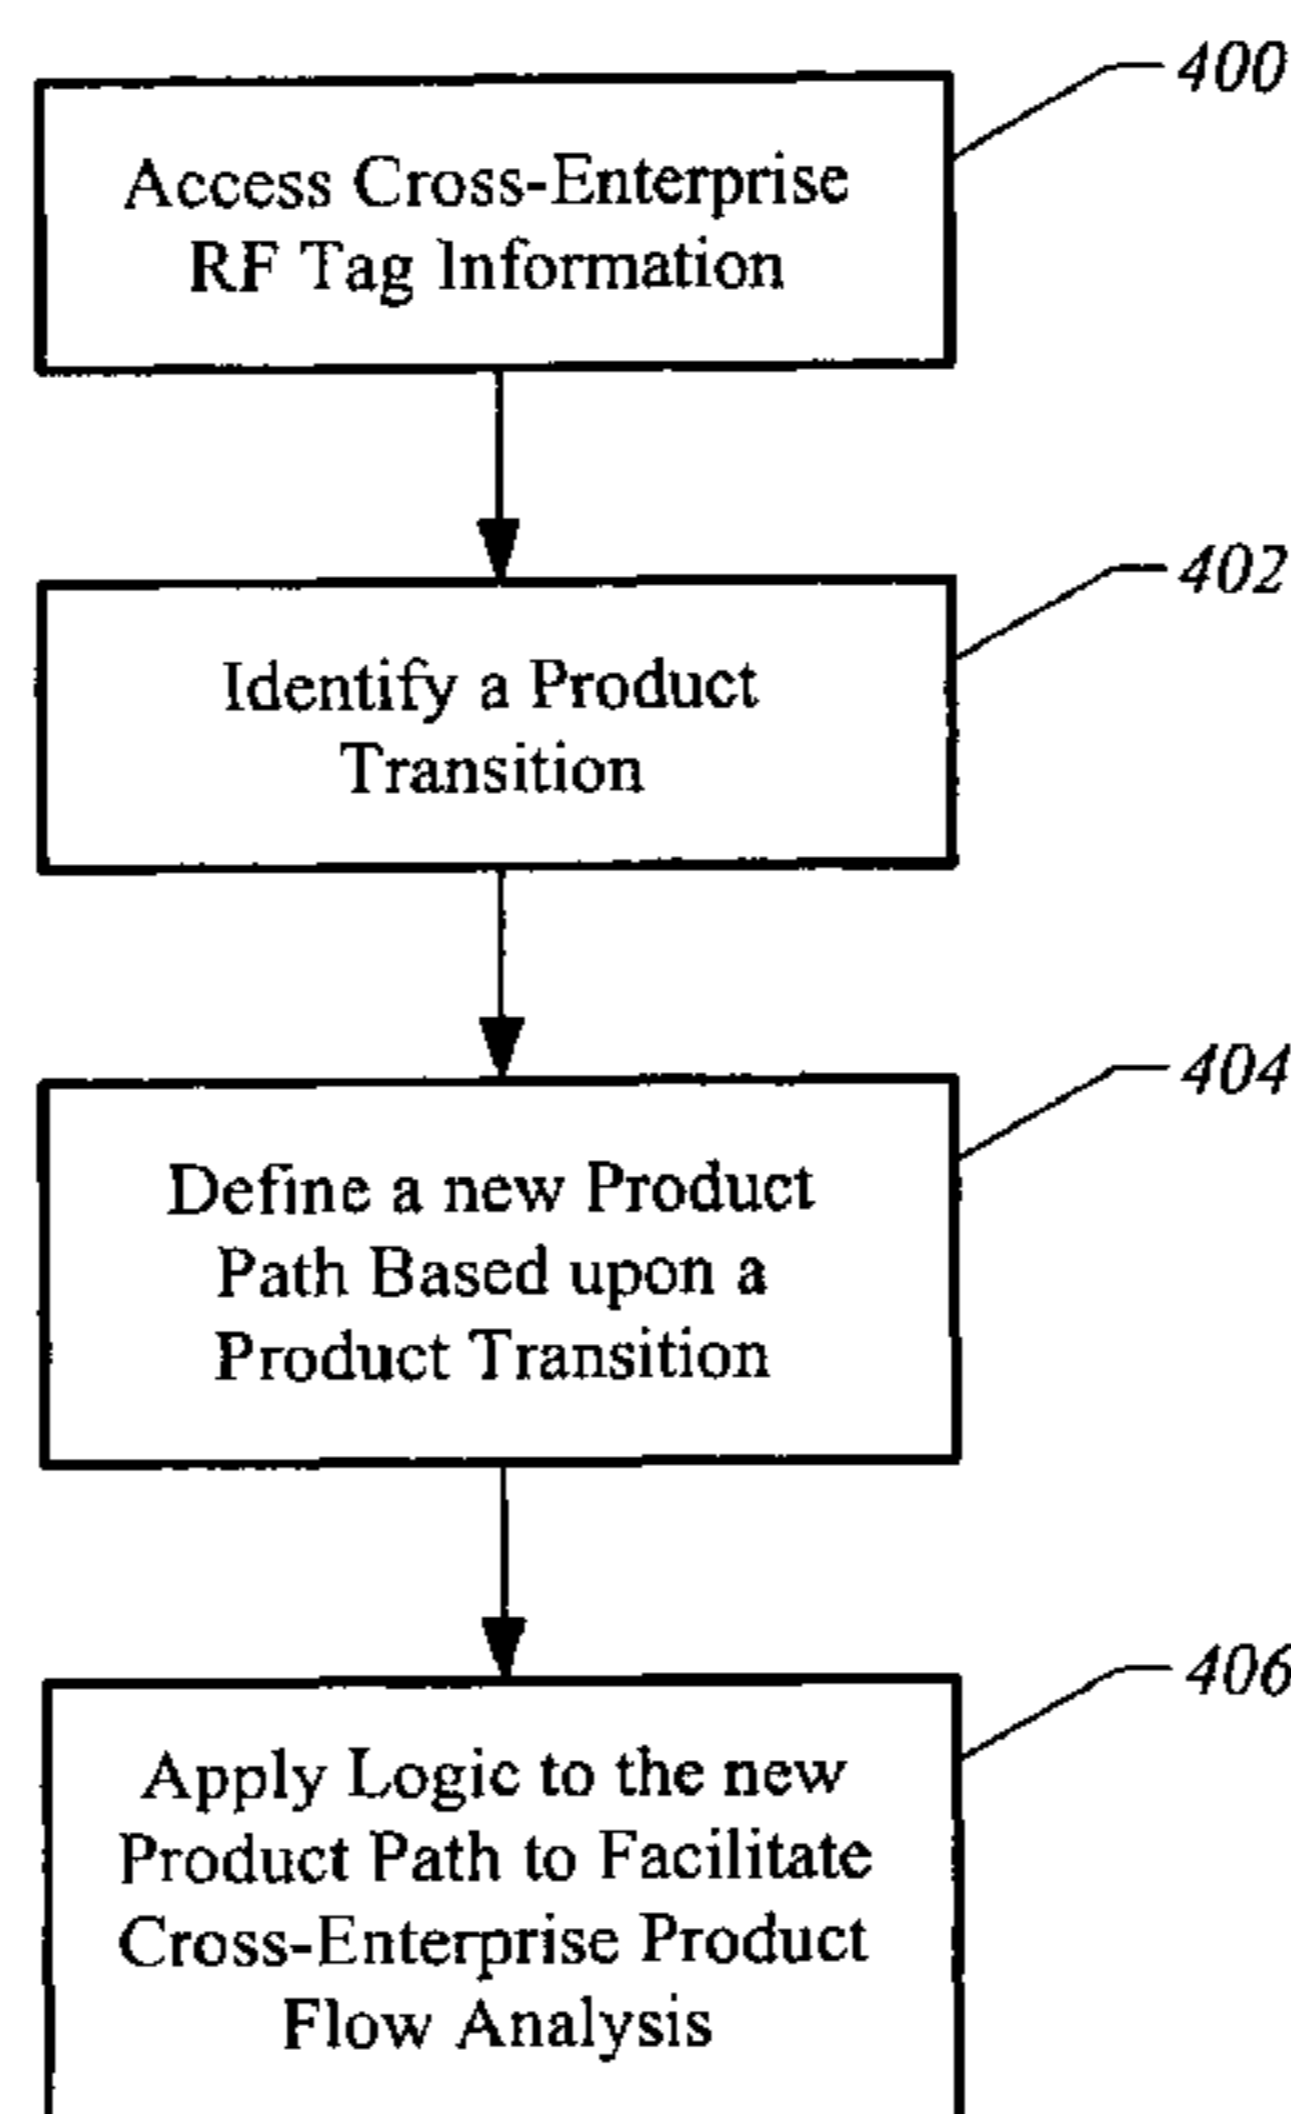 400
Access Cross-Enterprise
RF Tag Information
402
Identify a Product
Transition
404
Define a new Product
Path Based upon a
Product Transition
406
Apply Logic to the new
Product Path to Facilitate
Cross-Enterprise Product
Flow Analysis